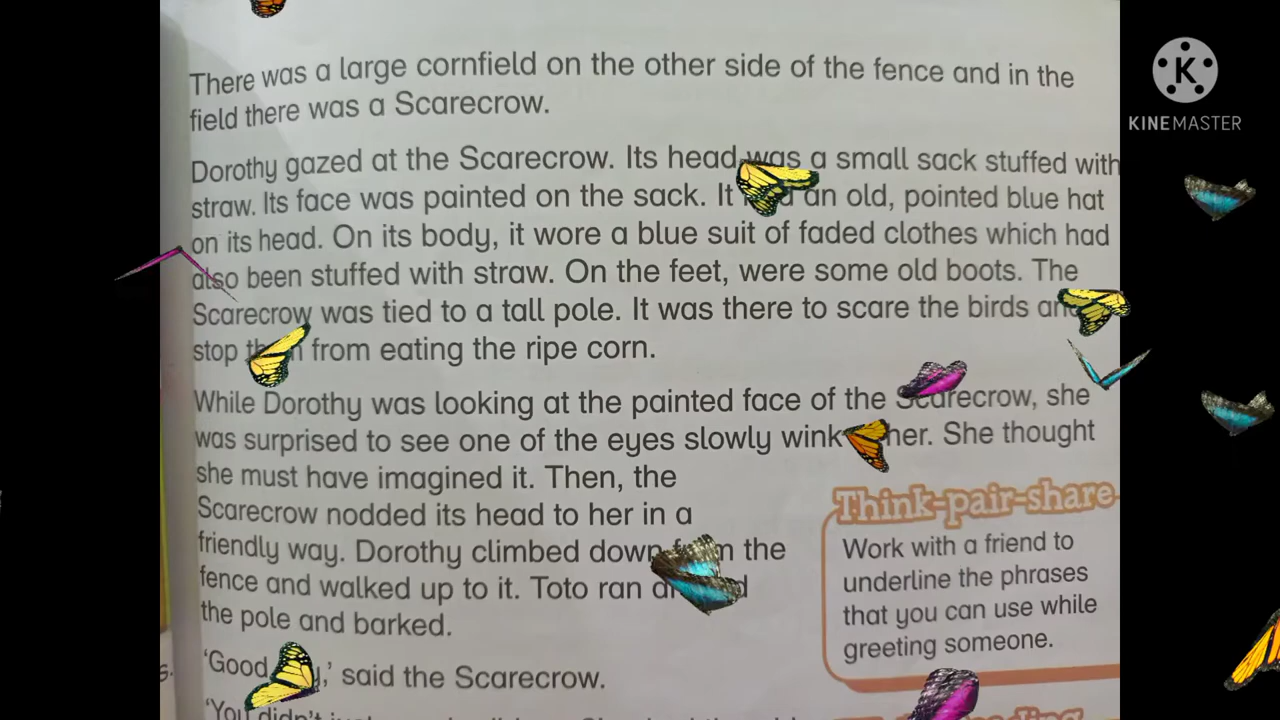 There was a large cornfield on the other side of the fence and in the
field there was a Scarecrow.
Dorothy gazed at the Scarecrow. Its head was a small sack stuffed with
straw. Its face was painted on the sack. It an old, pointed blue hat
on its head. On its body, it wore a blue suit of faded clothes which had
also been stuffed with straw. On the feet, were some old boots. The
Scarecrow was tied to a tall pole. It was there to scare the birds and
stop from eating the ripe corn.
While Dorothy was looking at the painted face of the Scarecrow, she
was surprised to see one of the eyes slowly wink her. She thought
she must have imagined it. Then, the
Scarecrow nodded its head to her in a
friendly way. Dorothy climbed down from the
fence and walked up to it. Toto ran
the pole and barked.
'Good ,' said the Scarecrow.
'You didn't
Think-pair-share
Work with a friend to
underline the phrases
that you can use while
greeting someone.
KINEMASTER